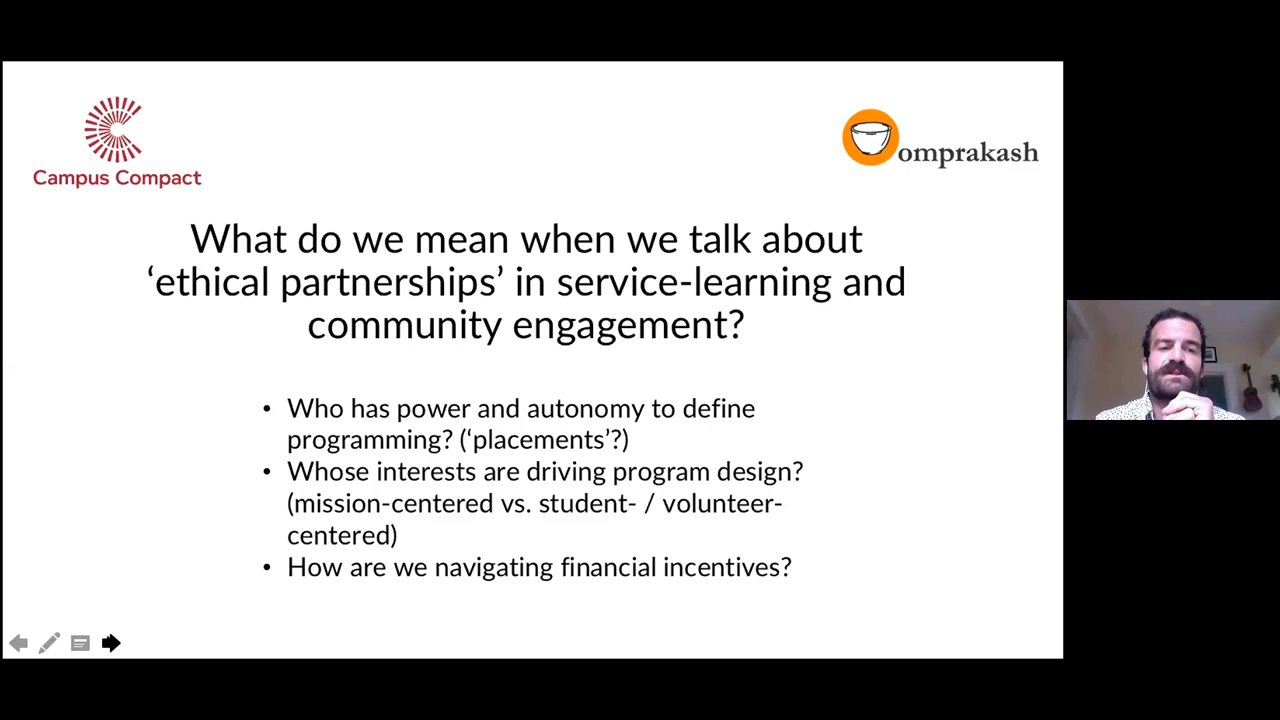 Campus Compact
omprakash
What do we mean when we talk about
‘ethical partnerships’ in service-learning and
community engagement?
• Who has power and autonomy to define
programming? (‘placements’?)
• Whose interests are driving program design?
(mission-centered vs. student- / volunteer-
centered)
• How are we navigating financial incentives?